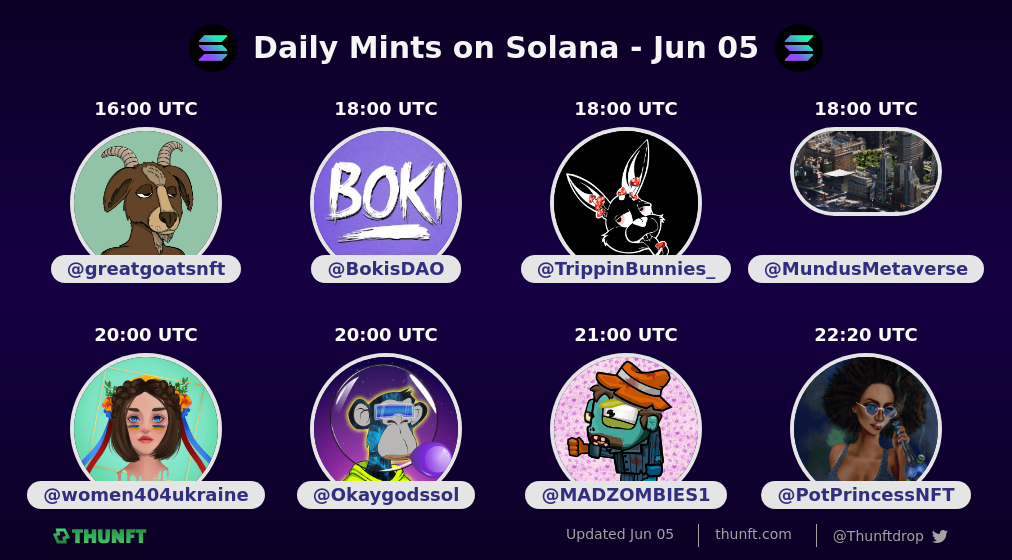 Daily Mints on Solana - Jun 05
16:00 UTC
18:00 UTC
18:00 UTC
18:00 UTC
BOKI
@greatgoatsnft
@BokisDAO
@TrippinBunnies_
@MundusMetaverse
20:00 UTC
20:00 UTC
21:00 UTC
22:20 UTC
@women404ukraine
@Okaygodssol
@MADZOMBIES1
@PotPrincessNFT
THUNFT
Updated Jun 05
thunft.com
@Thunftdrop